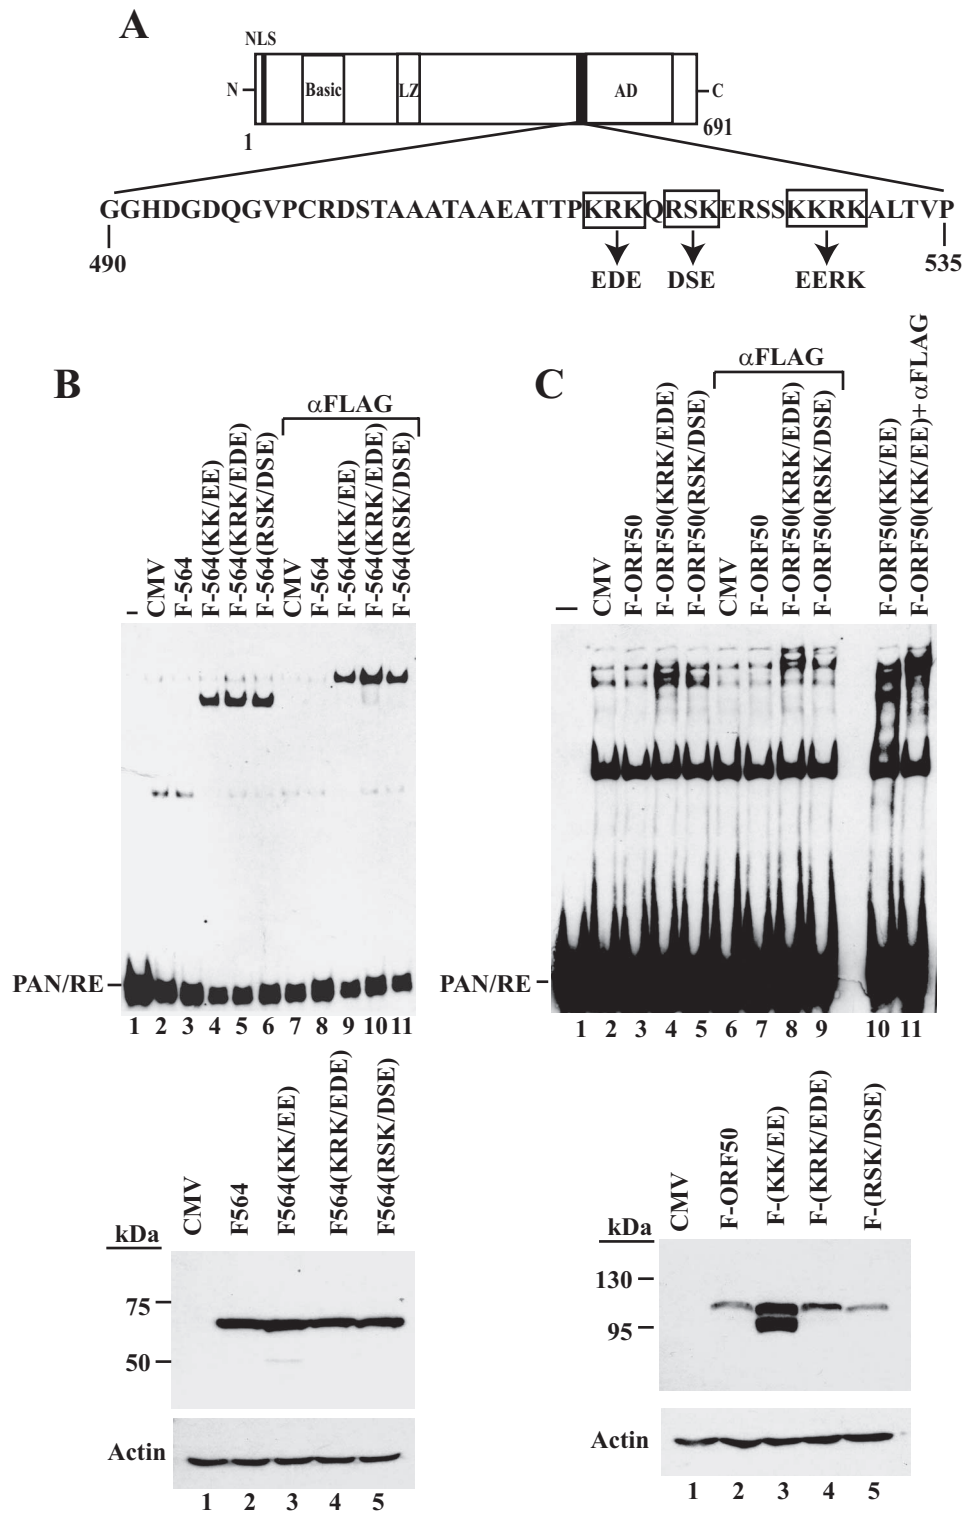 A
NLS
N
Basic
LZ
AD
C
1
691
GGHDGDQGVPCRDSTAAATAAEATTPKRKQRSKERSSKKRKALTVP
490
535
EDE
DSE
EERK
B
αFLAG
–
CMV
F-564
F-564(KK/EE)
F-564(KRK/EDE)
F-564(RSK/DSE)
CMV
F-564
F-564(KK/EE)
F-564(KRK/EDE)
F-564(RSK/DSE)
PAN/RE
1 2 3 4 5 6 7 8 9 10 11
CMV
F564
F564(KK/EE)
F564(KRK/EDE)
F564(RSK/DSE)
kDa
75
50
Actin
1 2 3 4 5
C
αFLAG
–
CMV
F-ORF50
F-ORF50(KRK/EDE)
F-ORF50(RSK/DSE)
CMV
F-ORF50
F-ORF50(KRK/EDE)
F-ORF50(RSK/DSE)
F-ORF50(KK/EE)
F-ORF50(KK/EE)+αFLAG
PAN/RE
1 2 3 4 5 6 7 8 9 10 11
CMV
F-ORF50
F-(KK/EE)
F-(KRK/EDE)
F-(RSK/DSE)
kDa
130
95
Actin
1 2 3 4 5